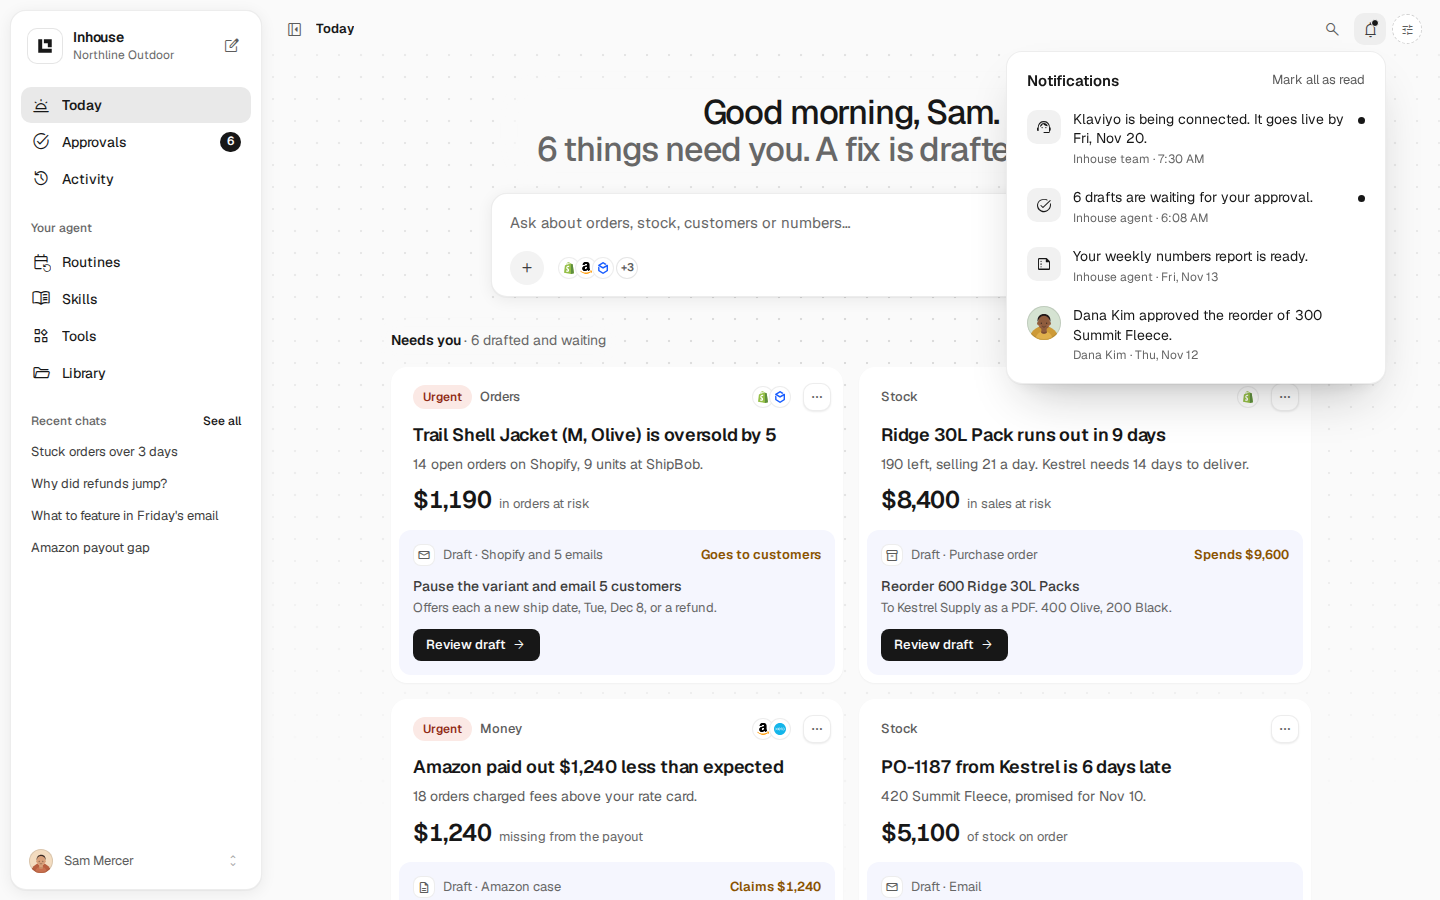 Inhouse
Northline Outdoor
Today
Approvals
6
Activity
Your agent
Routines
Skills
Tools
Library
Recent chats
See all
Stuck orders over 3 days
Why did refunds jump?
What to feature in Friday's email
Amazon payout gap
Sam Mercer
Today
Good morning, Sam.
6 things need you. A fix is drafte
Ask about orders, stock, customers or numbers...
+3
Notifications
Mark all as read
Klaviyo is being connected. It goes live by
Fri, Nov 20.
Inhouse team · 7:30 AM
6 drafts are waiting for your approval.
Inhouse agent · 6:08 AM
Your weekly numbers report is ready.
Inhouse agent · Fri, Nov 13
Dana Kim approved the reorder of 300
Summit Fleece.
Dana Kim · Thu, Nov 12
Needs you · 6 drafted and waiting
Urgent
Orders
Trail Shell Jacket (M, Olive) is oversold by 5
14 open orders on Shopify, 9 units at ShipBob.
$1,190 in orders at risk
Draft · Shopify and 5 emails
Goes to customers
Pause the variant and email 5 customers
Offers each a new ship date, Tue, Dec 8, or a refund.
Review draft
Stock
Ridge 30L Pack runs out in 9 days
190 left, selling 21 a day. Kestrel needs 14 days to deliver.
$8,400 in sales at risk
Draft · Purchase order
Spends $9,600
Reorder 600 Ridge 30L Packs
To Kestrel Supply as a PDF. 400 Olive, 200 Black.
Review draft
Urgent
Money
Amazon paid out $1,240 less than expected
18 orders charged fees above your rate card.
$1,240 missing from the payout
Draft · Amazon case
Claims $1,240
Stock
PO-1187 from Kestrel is 6 days late
420 Summit Fleece, promised for Nov 10.
$5,100 of stock on order
Draft · Email